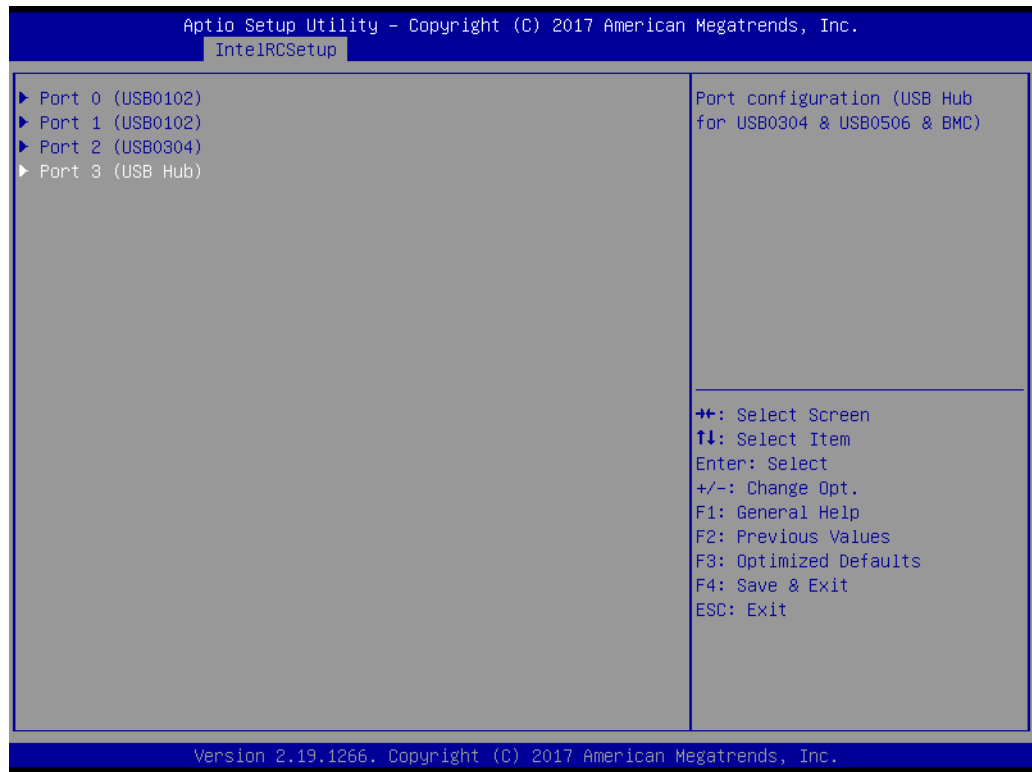 Aptio Setup Utility – Copyright (C) 2017 American Megatrends, Inc.
IntelRCSetup
▶ Port 0 (USB0102)
▶ Port 1 (USB0102)
▶ Port 2 (USB0304)
▶ Port 3 (USB Hub)
Port configuration (USB Hub
for USB0304 & USB0506 & BMC)
→←: Select Screen
↑↓: Select Item
Enter: Select
+/-: Change Opt.
F1: General Help
F2: Previous Values
F3: Optimized Defaults
F4: Save & Exit
ESC: Exit
Version 2.19.1266. Copyright (C) 2017 American Megatrends, Inc.